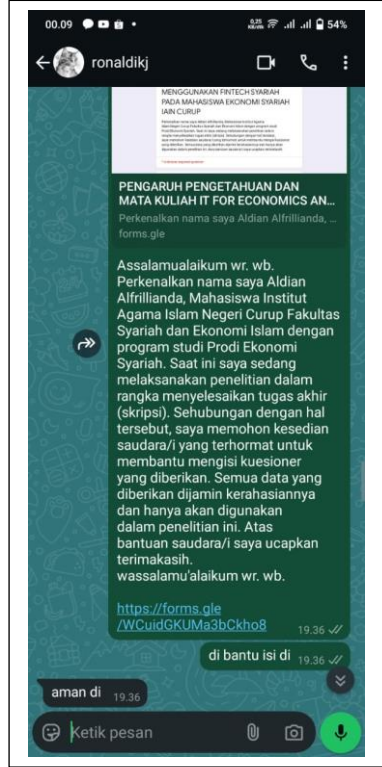 00.09
0,25 KB/s 54%
ronaldikj
MENGGUNAKAN FINTECH SYARIAH
PADA MAHASISWA EKONOMI SYARIAH
IAIN CURUP
PENGARUH PENGETAHUAN DAN
MATA KULIAH IT FOR ECONOMICS AN...
Perkenalkan nama saya Aldian Alfrillianda, ...
forms.gle
Assalamualaikum wr. wb.
Perkenalkan nama saya Aldian
Alfrillianda, Mahasiswa Institut
Agama Islam Negeri Curup Fakultas
Syariah dan Ekonomi Islam dengan
program studi Prodi Ekonomi
Syariah. Saat ini saya sedang
melaksanakan penelitian dalam
rangka menyelesaikan tugas akhir
(skripsi). Sehubungan dengan hal
tersebut, saya memohon kesedian
saudara/i yang terhormat untuk
membantu mengisi kuesioner
yang diberikan. Semua data yang
diberikan dijamin kerahasiannya
dan hanya akan digunakan
dalam penelitian ini. Atas
bantuan saudara/i saya ucapkan
terimakasih.
wassalamu'alaikum wr. wb.
https://forms.gle
/WCuidGKUMa3bCkho8 19.36
di bantu isi di 19.36
aman di 19.36
Ketik pesan